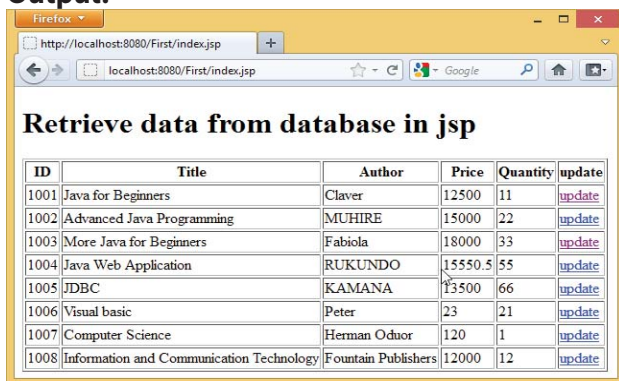 Output:
Firefox
http://localhost:8080/First/index.jsp
localhost:8080/First/index.jsp
Google
Retrieve data from database in jsp
ID Title Author Price Quantity update
1001 Java for Beginners Claver 12500 11 update
1002 Advanced Java Programming MUHIRE 15000 22 update
1003 More Java for Beginners Fabiola 18000 33 update
1004 Java Web Application RUKUNDO 15550.5 55 update
1005 JDBC KAMANA 13500 66 update
1006 Visual basic Peter 23 21 update
1007 Computer Science Herman Oduor 120 1 update
1008 Information and Communication Technology Fountain Publishers 12000 12 update